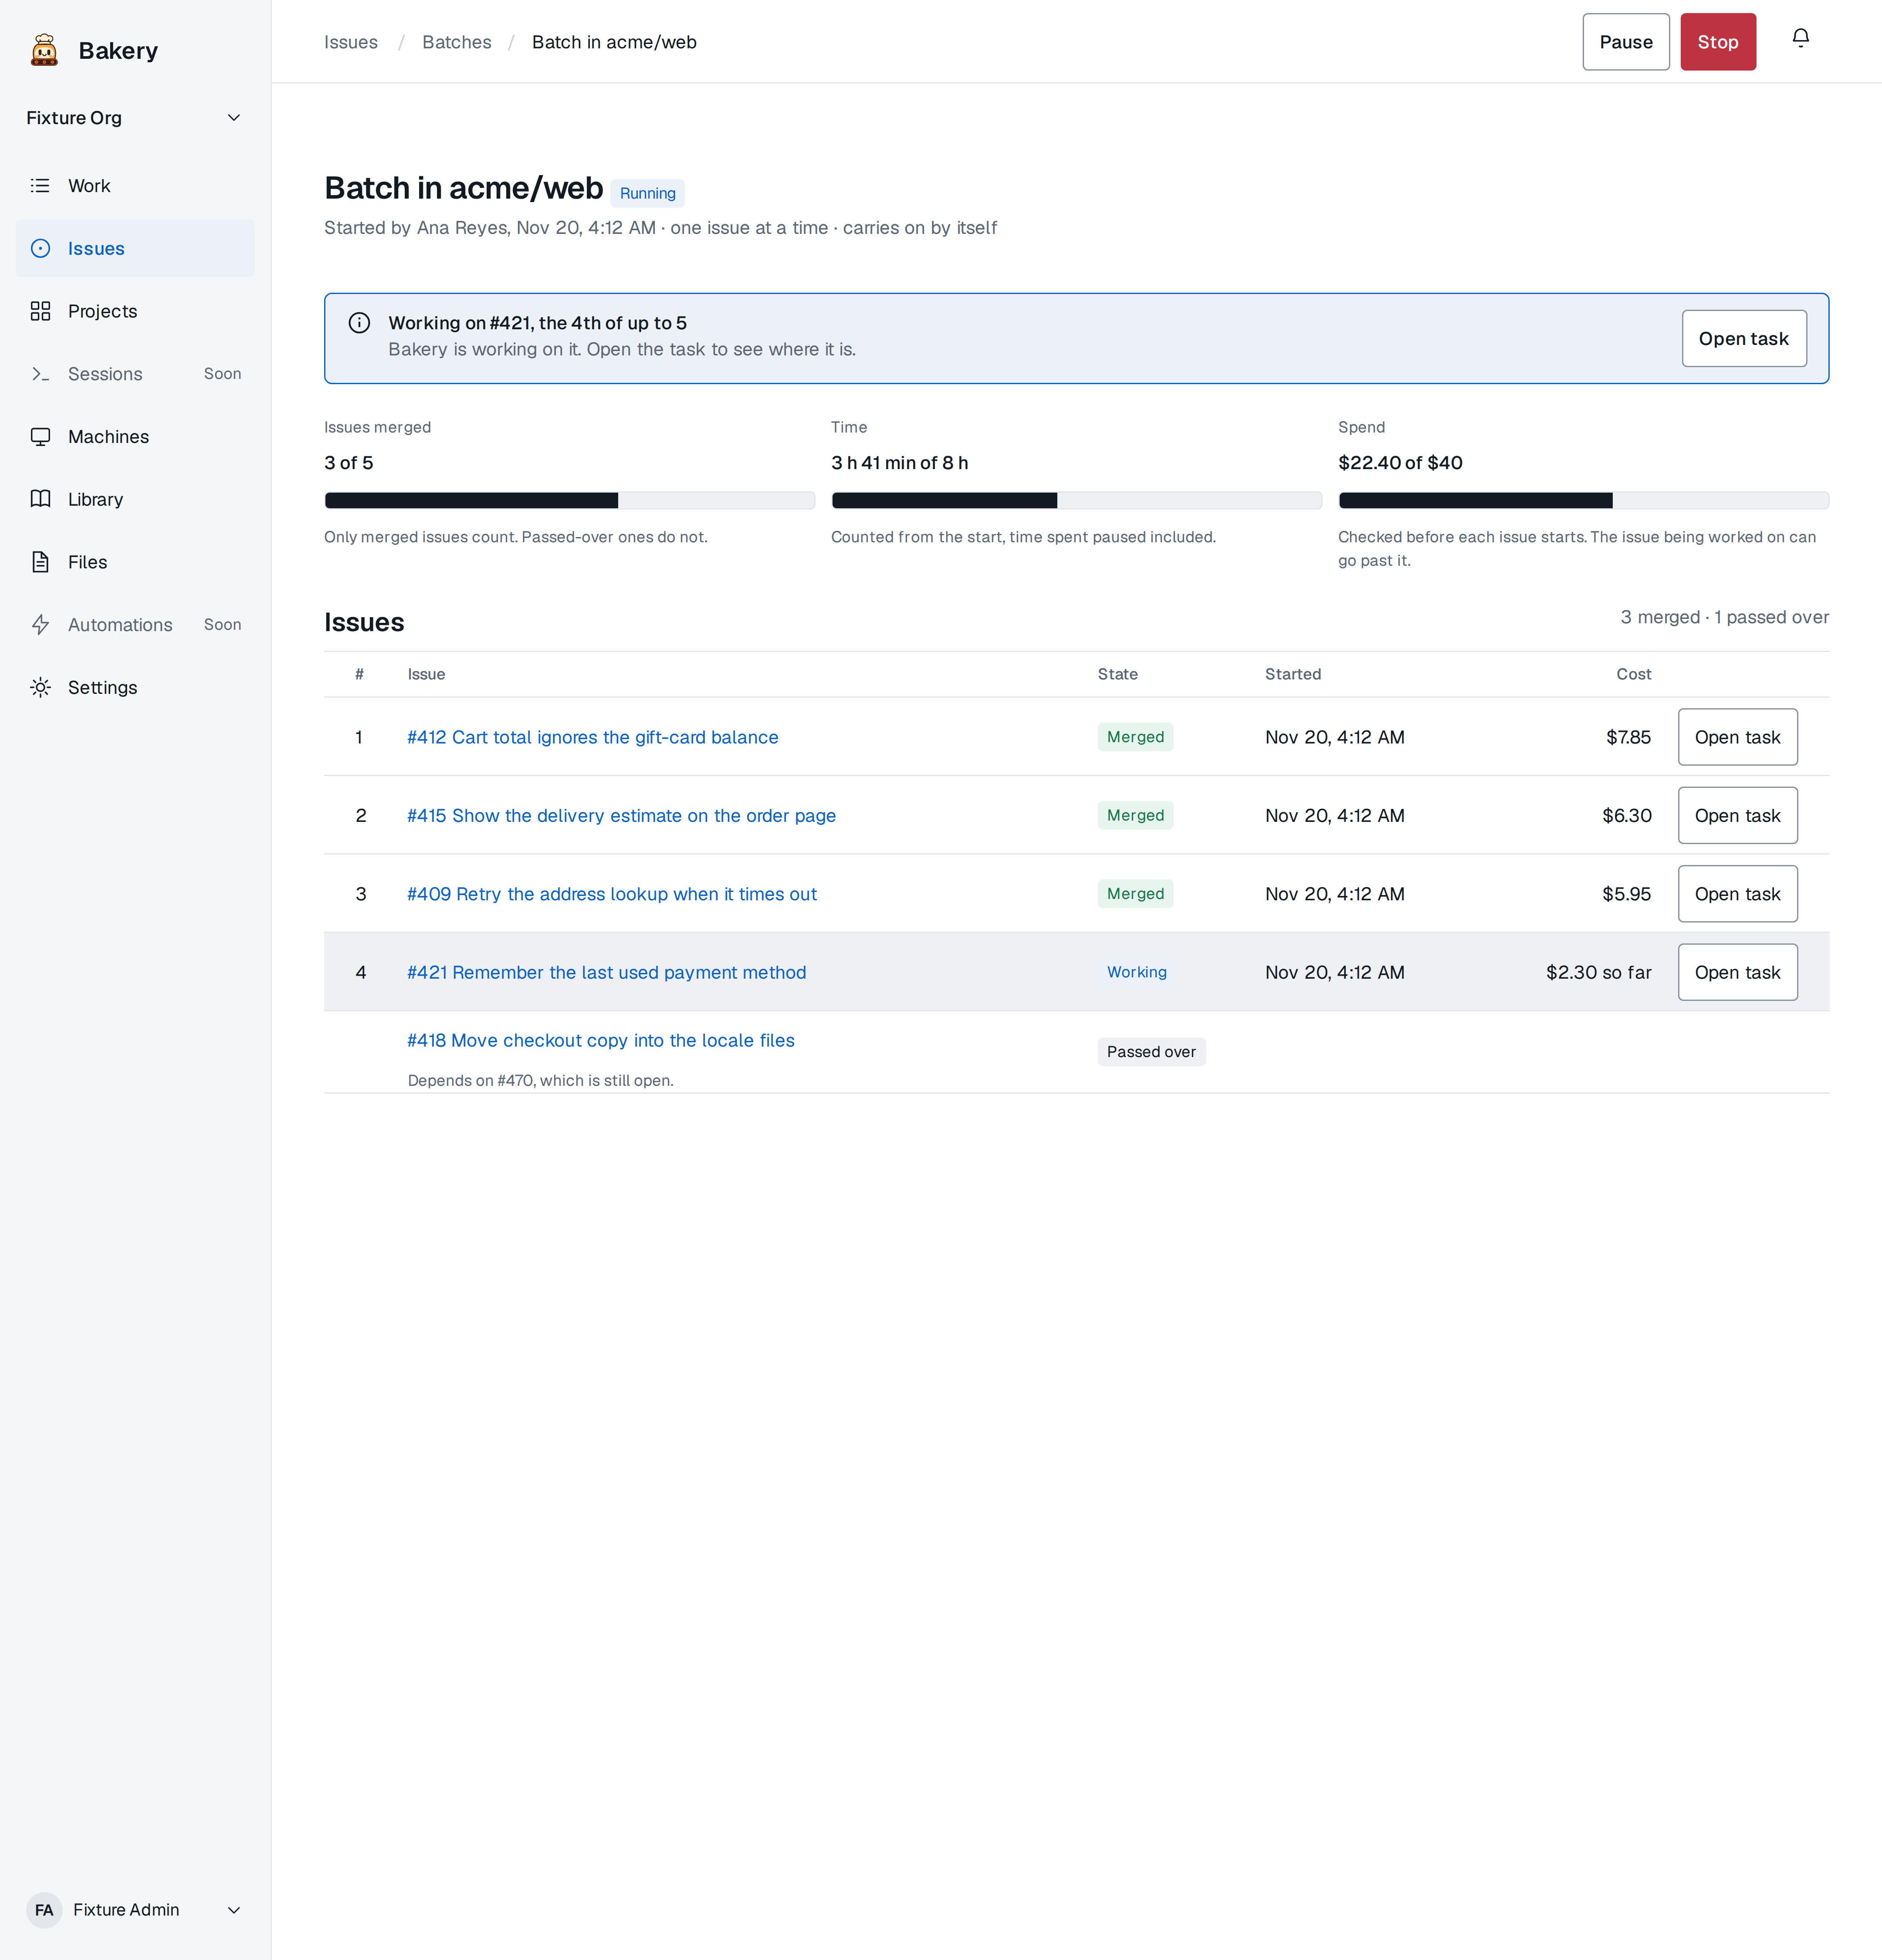 Bakery
Fixture Org
Work
Issues
Projects
Sessions Soon
Machines
Library
Files
Automations Soon
Settings
FA Fixture Admin
Issues / Batches / Batch in acme/web
Pause Stop
Batch in acme/web Running
Started by Ana Reyes, Nov 20, 4:12 AM · one issue at a time · carries on by itself
Working on #421, the 4th of up to 5
Bakery is working on it. Open the task to see where it is.
Open task
Issues merged
3 of 5
Only merged issues count. Passed-over ones do not.
Time
3 h 41 min of 8 h
Counted from the start, time spent paused included.
Spend
$22.40 of $40
Checked before each issue starts. The issue being worked on can
go past it.
Issues
3 merged · 1 passed over
# Issue State Started Cost
1 #412 Cart total ignores the gift-card balance Merged Nov 20, 4:12 AM $7.85 Open task
2 #415 Show the delivery estimate on the order page Merged Nov 20, 4:12 AM $6.30 Open task
3 #409 Retry the address lookup when it times out Merged Nov 20, 4:12 AM $5.95 Open task
4 #421 Remember the last used payment method Working Nov 20, 4:12 AM $2.30 so far Open task
#418 Move checkout copy into the locale files Passed over
Depends on #470, which is still open.